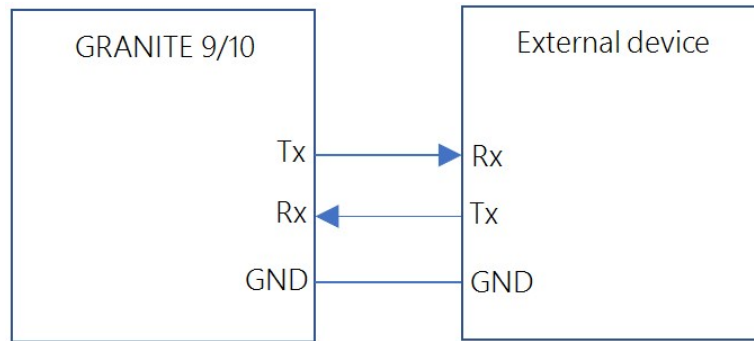 GRANITE 9/10
External device
Tx
Rx
Rx
Tx
GND
GND